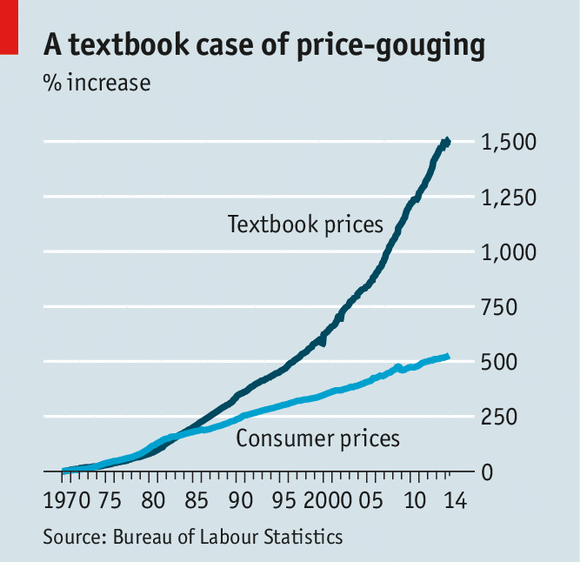 A textbook case of price-gouging
% increase
1,500
1,250
Textbook prices
1,000
750
500
250
Consumer prices
0
1970 75 80 85 90 95 2000 05 10 14
Source: Bureau of Labour Statistics